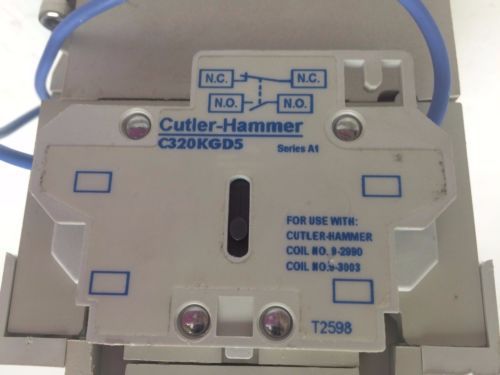 N.C. N.C.
N.O. N.O.
Cutler-Hammer
C320KGD5 Series A1
FOR USE WITH:
CUTLER-HAMMER
COIL NO. 9-2990
COIL NO.9-3003
T2598